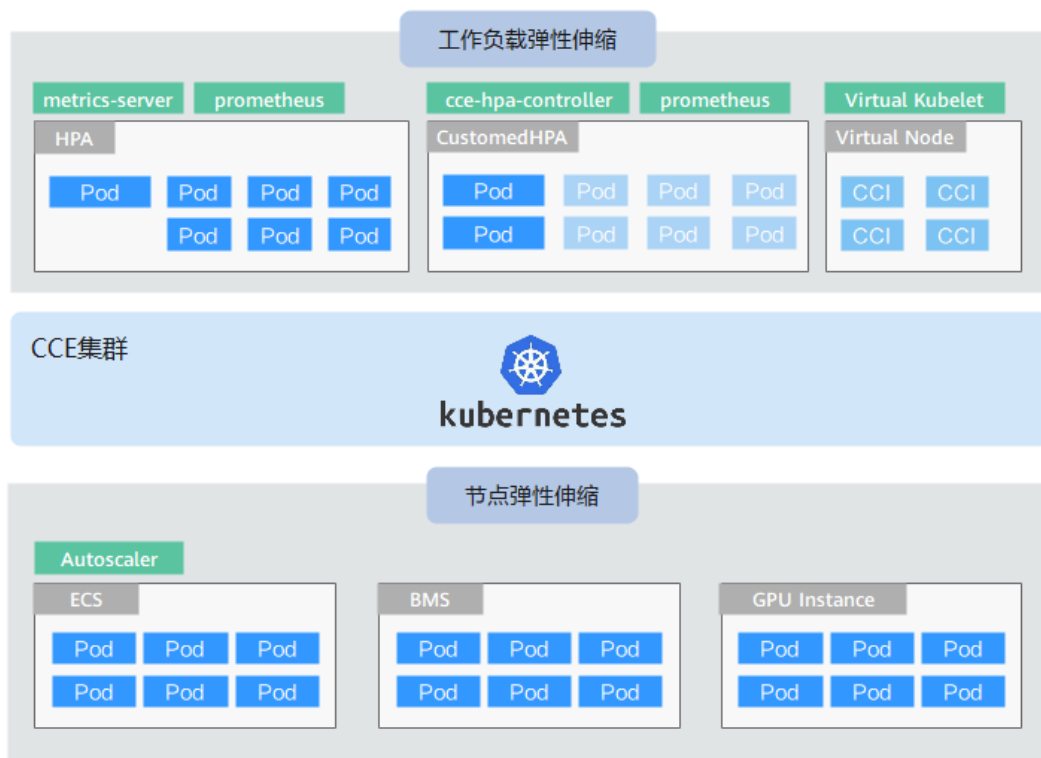 工作负载弹性伸缩
metrics-server prometheus cce-hpa-controller prometheus Virtual Kubelet
HPA CustomedHPA Virtual Node
Pod Pod Pod Pod Pod Pod Pod Pod CCI CCI
Pod Pod Pod Pod Pod Pod Pod CCI CCI
CCE集群
kubernetes
节点弹性伸缩
Autoscaler
ECS BMS GPU Instance
Pod Pod Pod Pod Pod Pod Pod Pod Pod
Pod Pod Pod Pod Pod Pod Pod Pod Pod